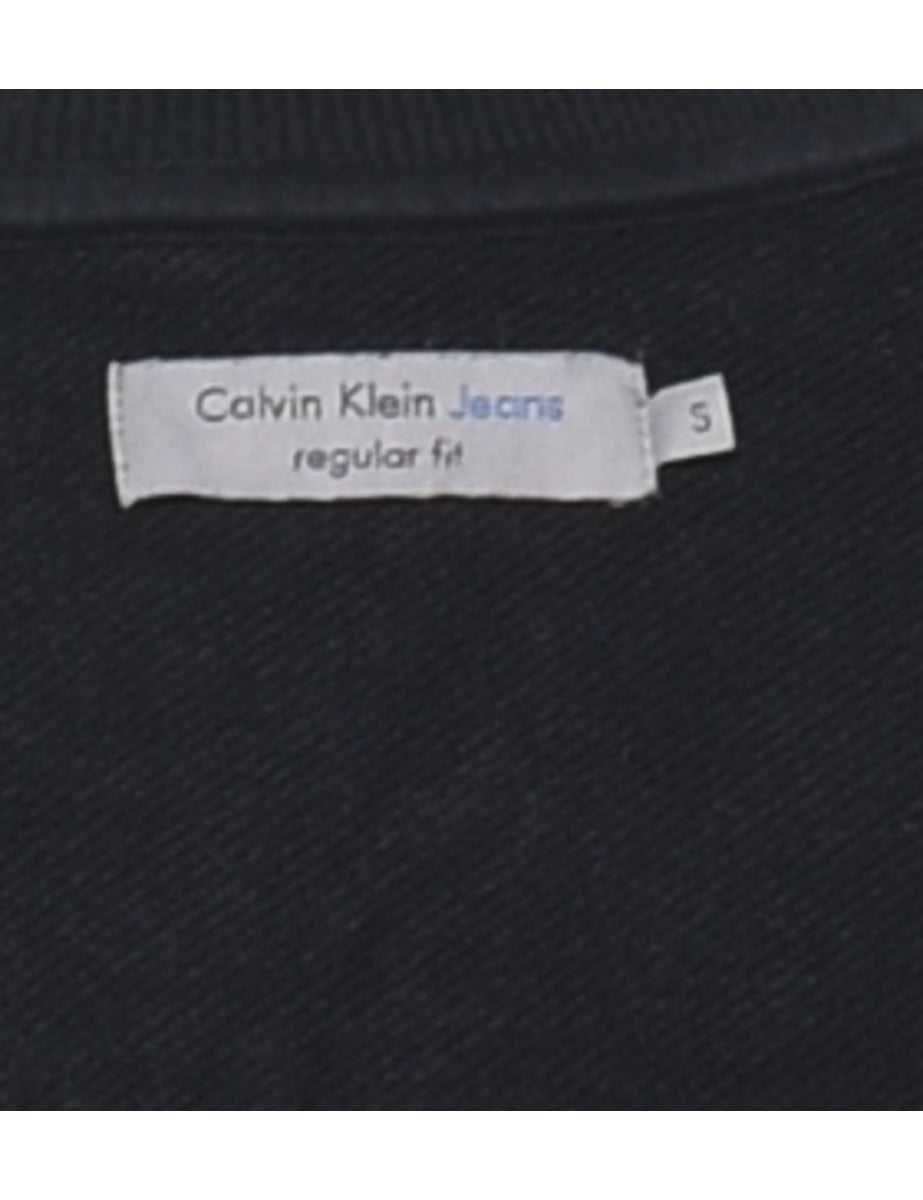 Calvin Klein Jeans
regular fit
S